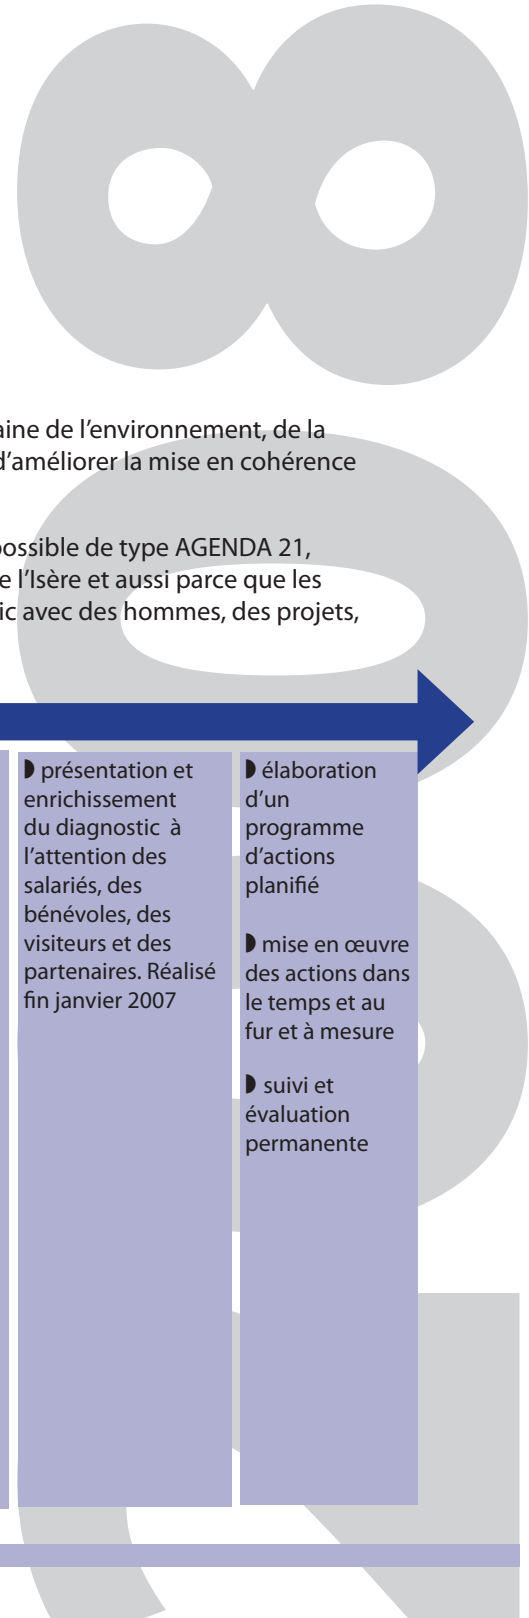 aine de l’environnement, de la
d’améliorer la mise en cohérence
possible de type AGENDA 21,
e l’Isère et aussi parce que les
ic avec des hommes, des projets,
◗ présentation et
enrichissement
du diagnostic à
l’attention des
salariés, des
bénévoles, des
visiteurs et des
partenaires. Réalisé
fin janvier 2007
◗ élaboration
d’un
programme
d’actions
planifié
◗ mise en œuvre
des actions dans
le temps et au
fur et à mesure
◗ suivi et
évaluation
permanente
2008